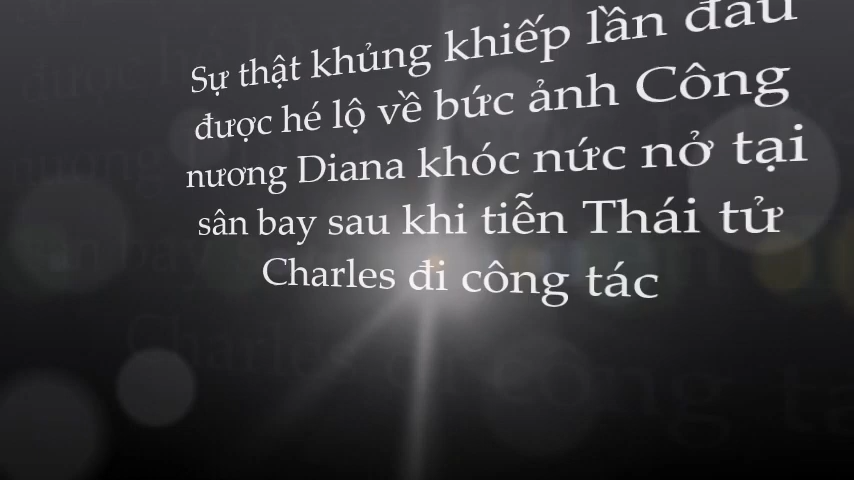 Sự thật khủng khiếp lần đầu
được hé lộ về bức ảnh Công
nương Diana khóc nức nở tại
sân bay sau khi tiễn Thái tử
Charles đi công tác